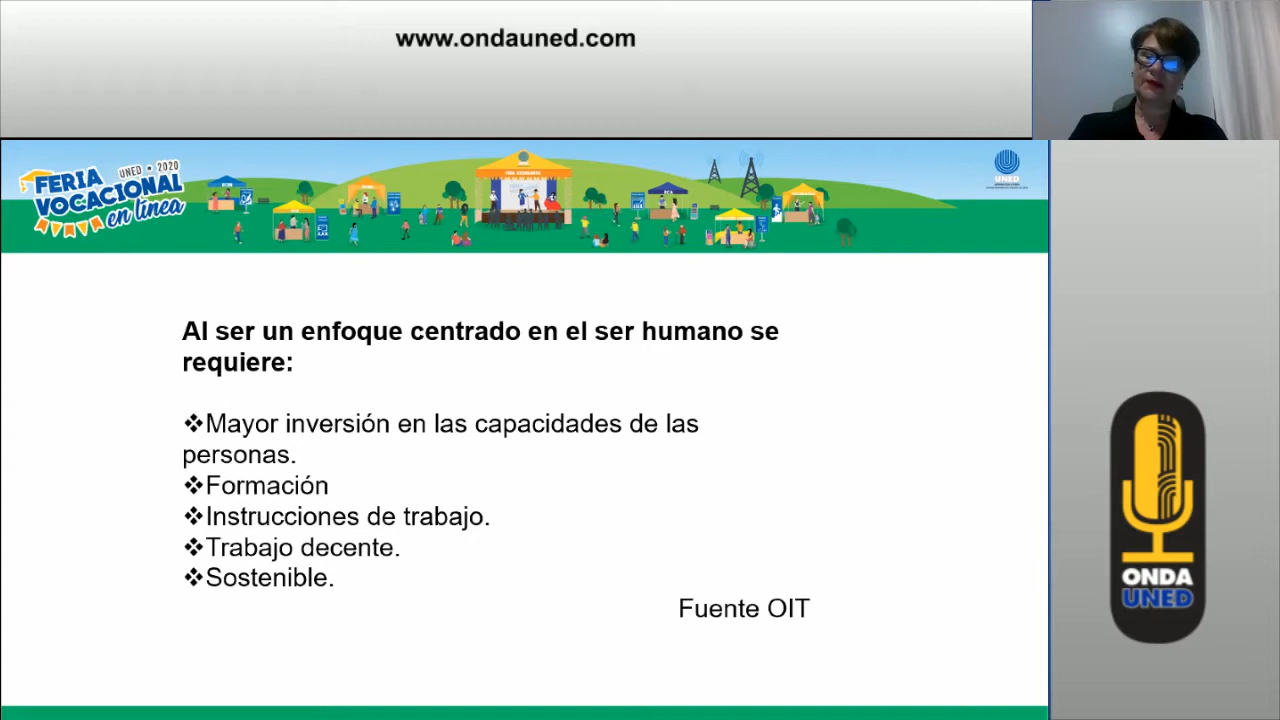 www.ondauned.com
FERIA
VOCACIONAL
en línea
UNED • 2020
UNED
Al ser un enfoque centrado en el ser humano se
requiere:
❖Mayor inversión en las capacidades de las
personas.
❖Formación
❖Instrucciones de trabajo.
❖Trabajo decente.
❖Sostenible.
Fuente OIT
ONDA
UNED